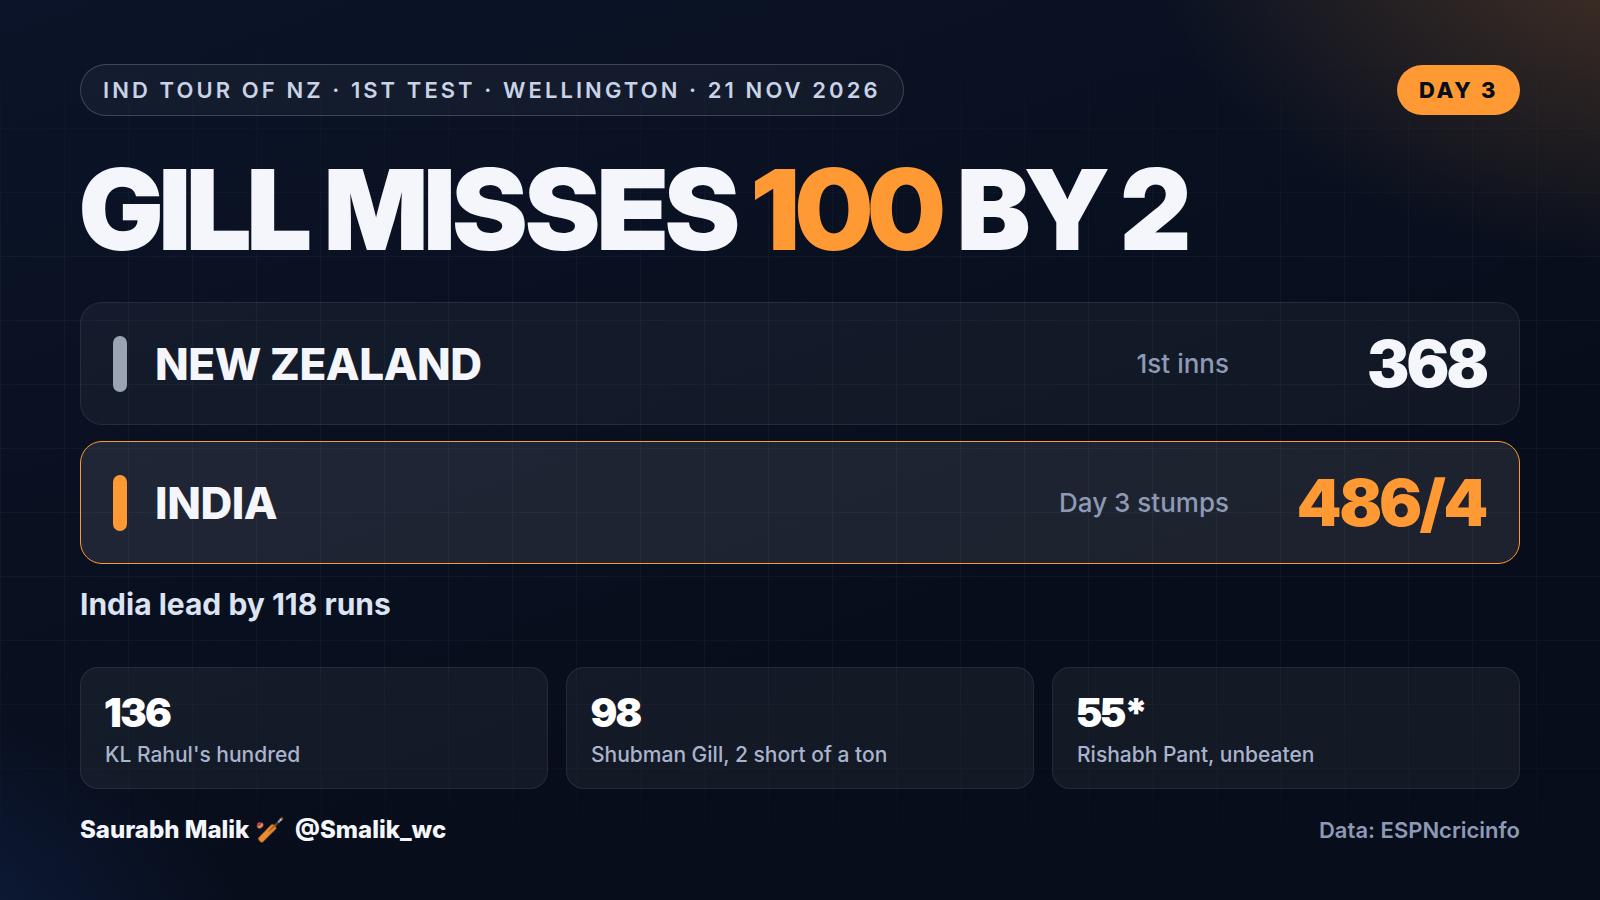 IND TOUR OF NZ · 1ST TEST · WELLINGTON · 21 NOV 2026
DAY 3
GILL MISSES 100 BY 2
NEW ZEALAND 1st inns 368
INDIA Day 3 stumps 486/4
India lead by 118 runs
136
KL Rahul's hundred
98
Shubman Gill, 2 short of a ton
55*
Rishabh Pant, unbeaten
Saurabh Malik 🏏 @Smalik_wc
Data: ESPNcricinfo